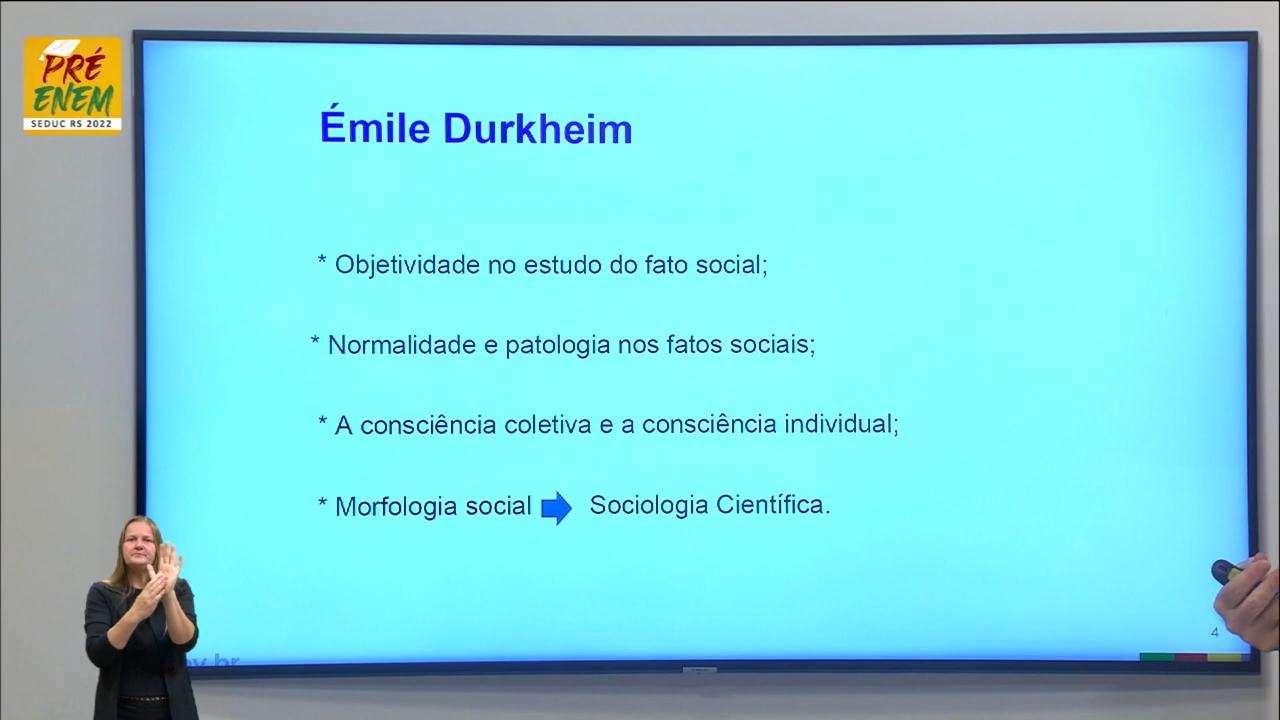 PRÉ
ENEM
SEDUC RS 2022
Émile Durkheim
* Objetividade no estudo do fato social;
* Normalidade e patologia nos fatos sociais;
* A consciência coletiva e a consciência individual;
* Morfologia social Sociologia Científica.
4